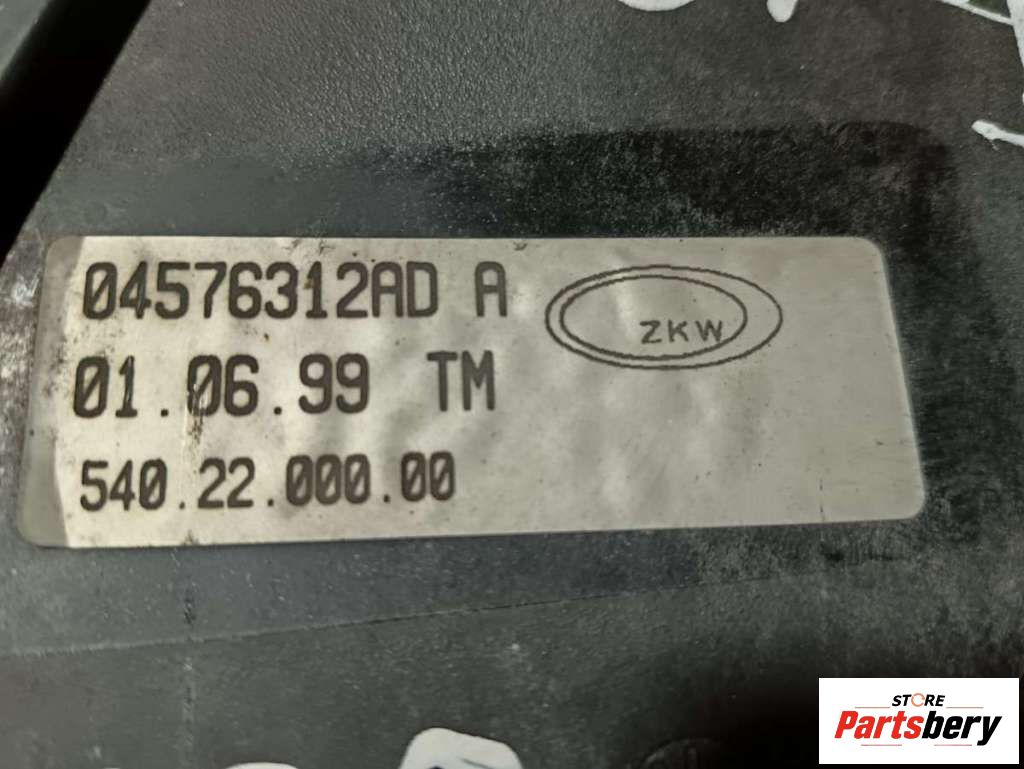 04576312AD A
ZKW
01.06.99 TM
540.22.000.00
STORE
Partsbery